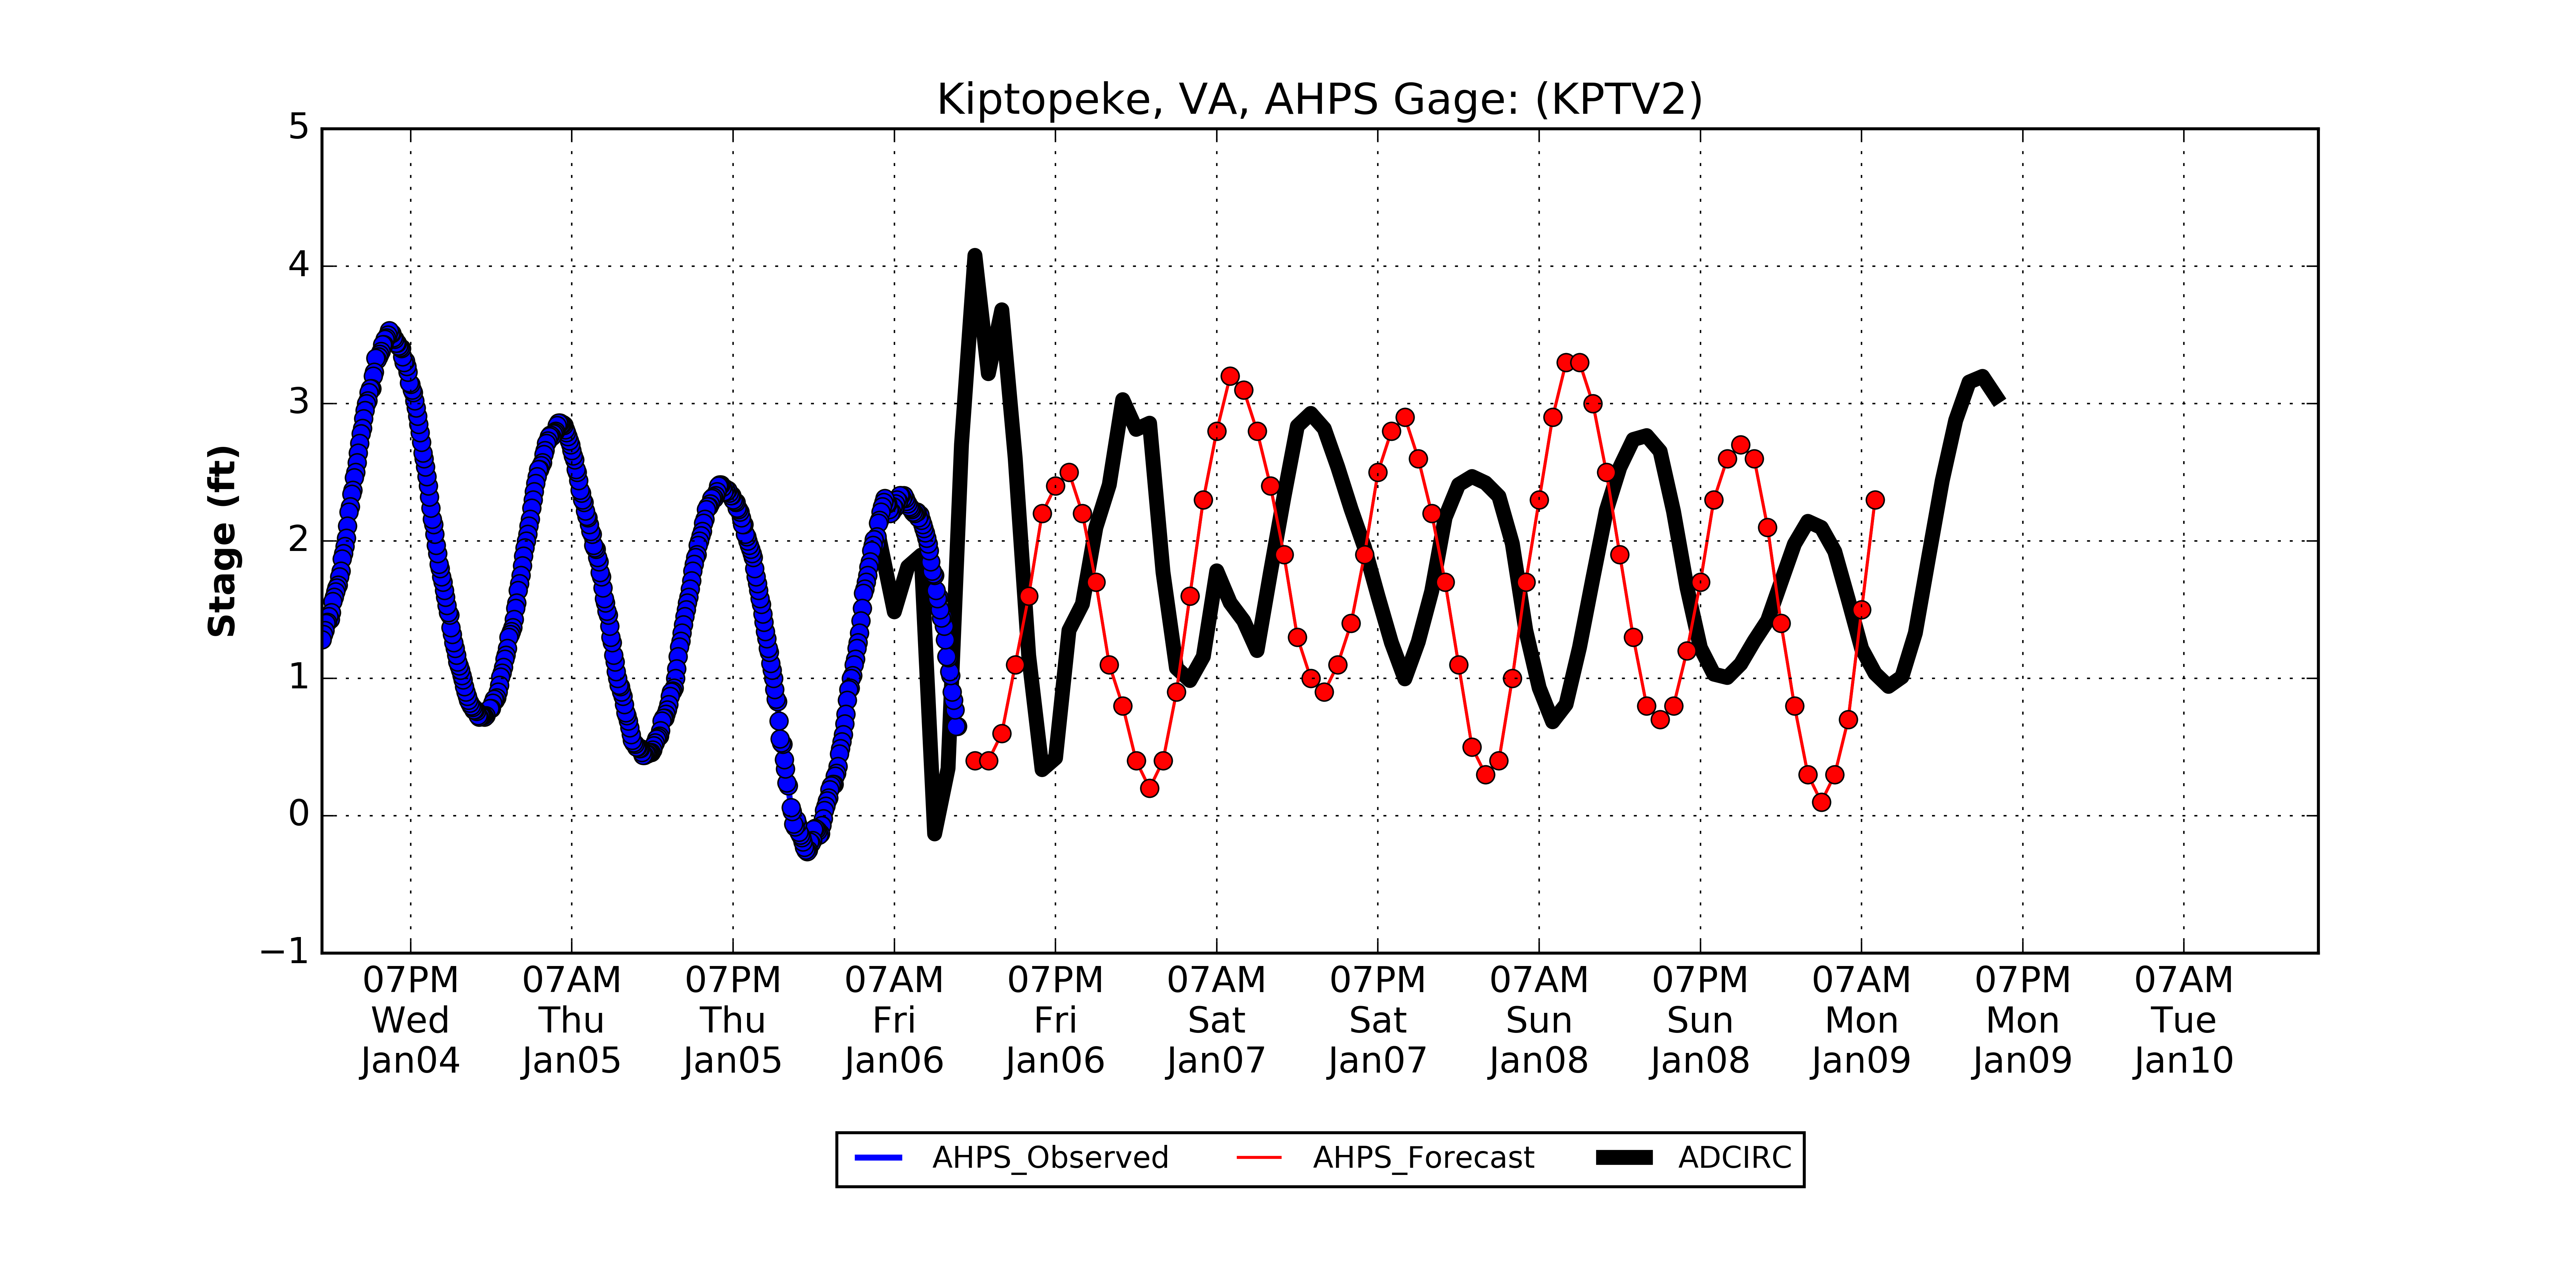 Kiptopeke, VA, AHPS Gage: (KPTV2)
5
4
3
2
1
0
−1
Stage (ft)
07PM 07AM 07PM 07AM 07PM 07AM 07PM 07AM 07PM 07AM 07PM 07AM
Wed Thu Thu Fri Fri Sat Sat Sun Sun Mon Mon Tue
Jan04 Jan05 Jan05 Jan06 Jan06 Jan07 Jan07 Jan08 Jan08 Jan09 Jan09 Jan10
AHPS_Observed AHPS_Forecast ADCIRC